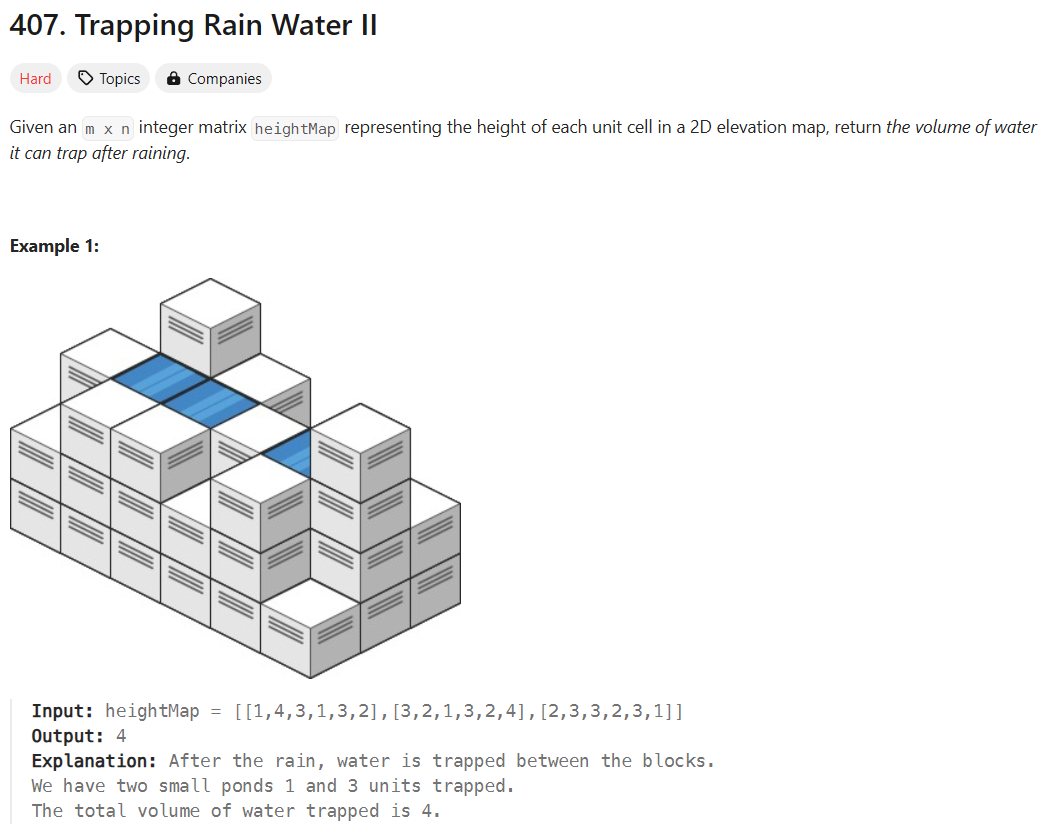 407. Trapping Rain Water II
Hard Topics Companies
Given an m x n integer matrix heightMap representing the height of each unit cell in a 2D elevation map, return the volume of water
it can trap after raining.
Example 1:
Input: heightMap = [[1,4,3,1,3,2],[3,2,1,3,2,4],[2,3,3,2,3,1]]
Output: 4
Explanation: After the rain, water is trapped between the blocks.
We have two small ponds 1 and 3 units trapped.
The total volume of water trapped is 4.